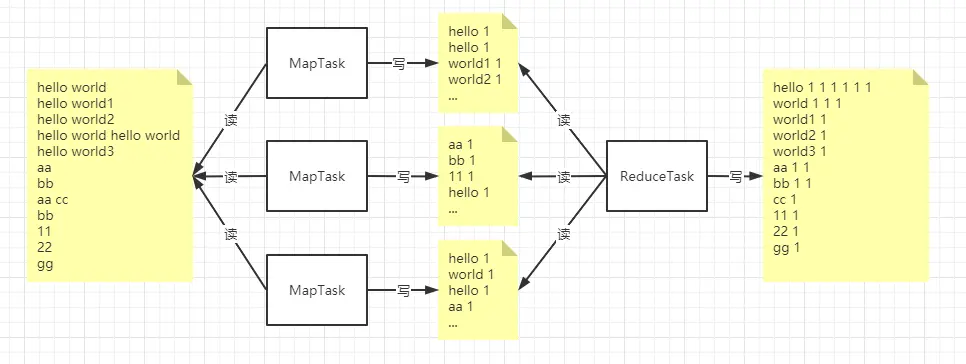 hello world
hello world1
hello world2
hello world hello world
hello world3
aa
bb
aa cc
bb
11
22
gg
读
读
读
MapTask
MapTask
MapTask
写
写
写
hello 1
hello 1
world1 1
world2 1
...
aa 1
bb 1
11 1
hello 1
...
hello 1
world 1
hello 1
aa 1
...
读
读
读
ReduceTask
写
hello 1 1 1 1 1 1
world 1 1 1
world1 1
world2 1
world3 1
aa 1 1
bb 1 1
cc 1
11 1
22 1
gg 1